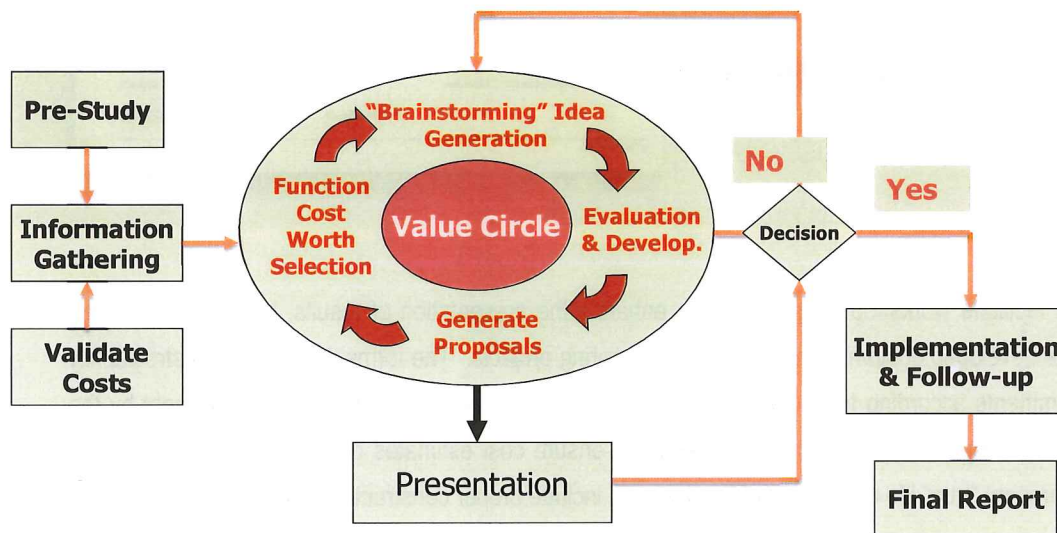 Pre-Study
Information
Gathering
Validate
Costs
“Brainstorming” Idea
Generation
Function
Cost
Worth
Selection
Value Circle
Evaluation
& Develop.
Generate
Proposals
Presentation
No
Yes
Decision
Implementation
& Follow-up
Final Report